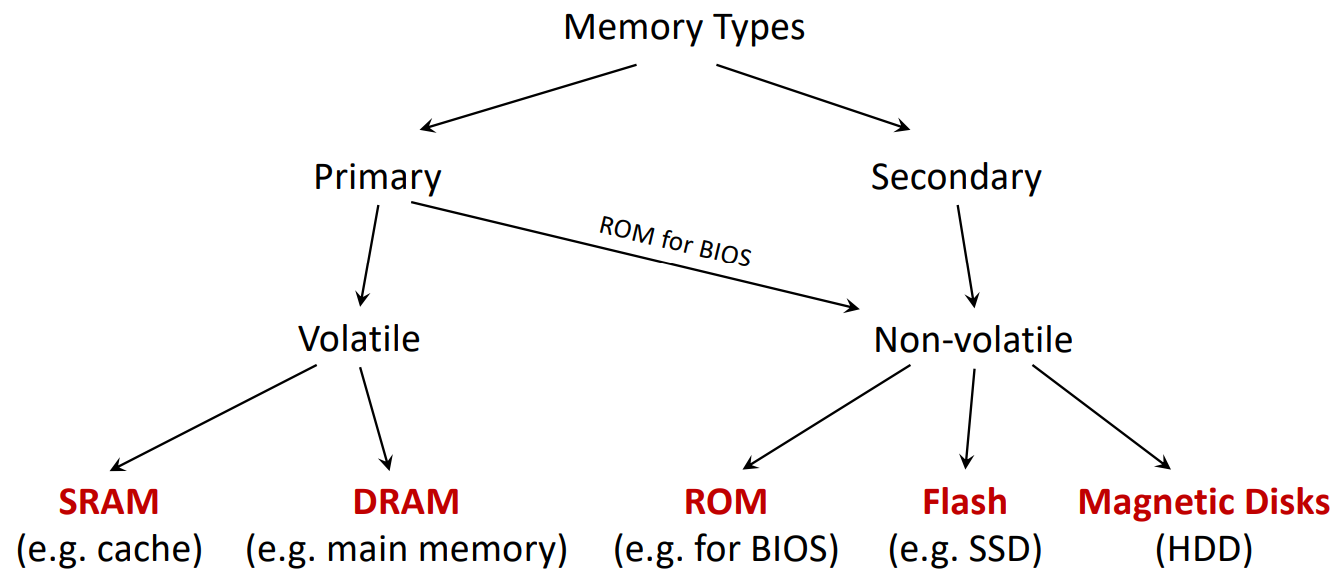 Memory Types
Primary
Secondary
ROM for BIOS
Volatile
Non-volatile
SRAM
(e.g. cache)
DRAM
(e.g. main memory)
ROM
(e.g. for BIOS)
Flash
(e.g. SSD)
Magnetic Disks
(HDD)